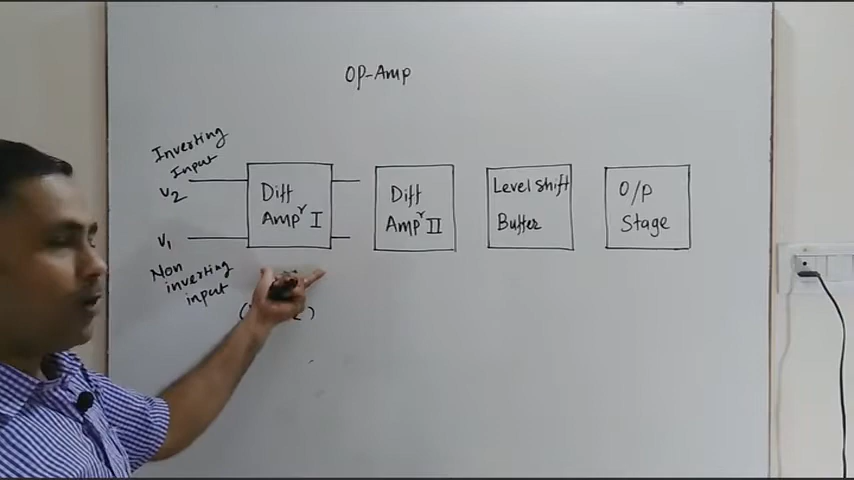 OP-Amp
Inverting
Input
V2
V1
Non
inverting
input
Diff
Ampʳ I
Diff
Ampʳ II
Level shift
Buffer
O/P
Stage